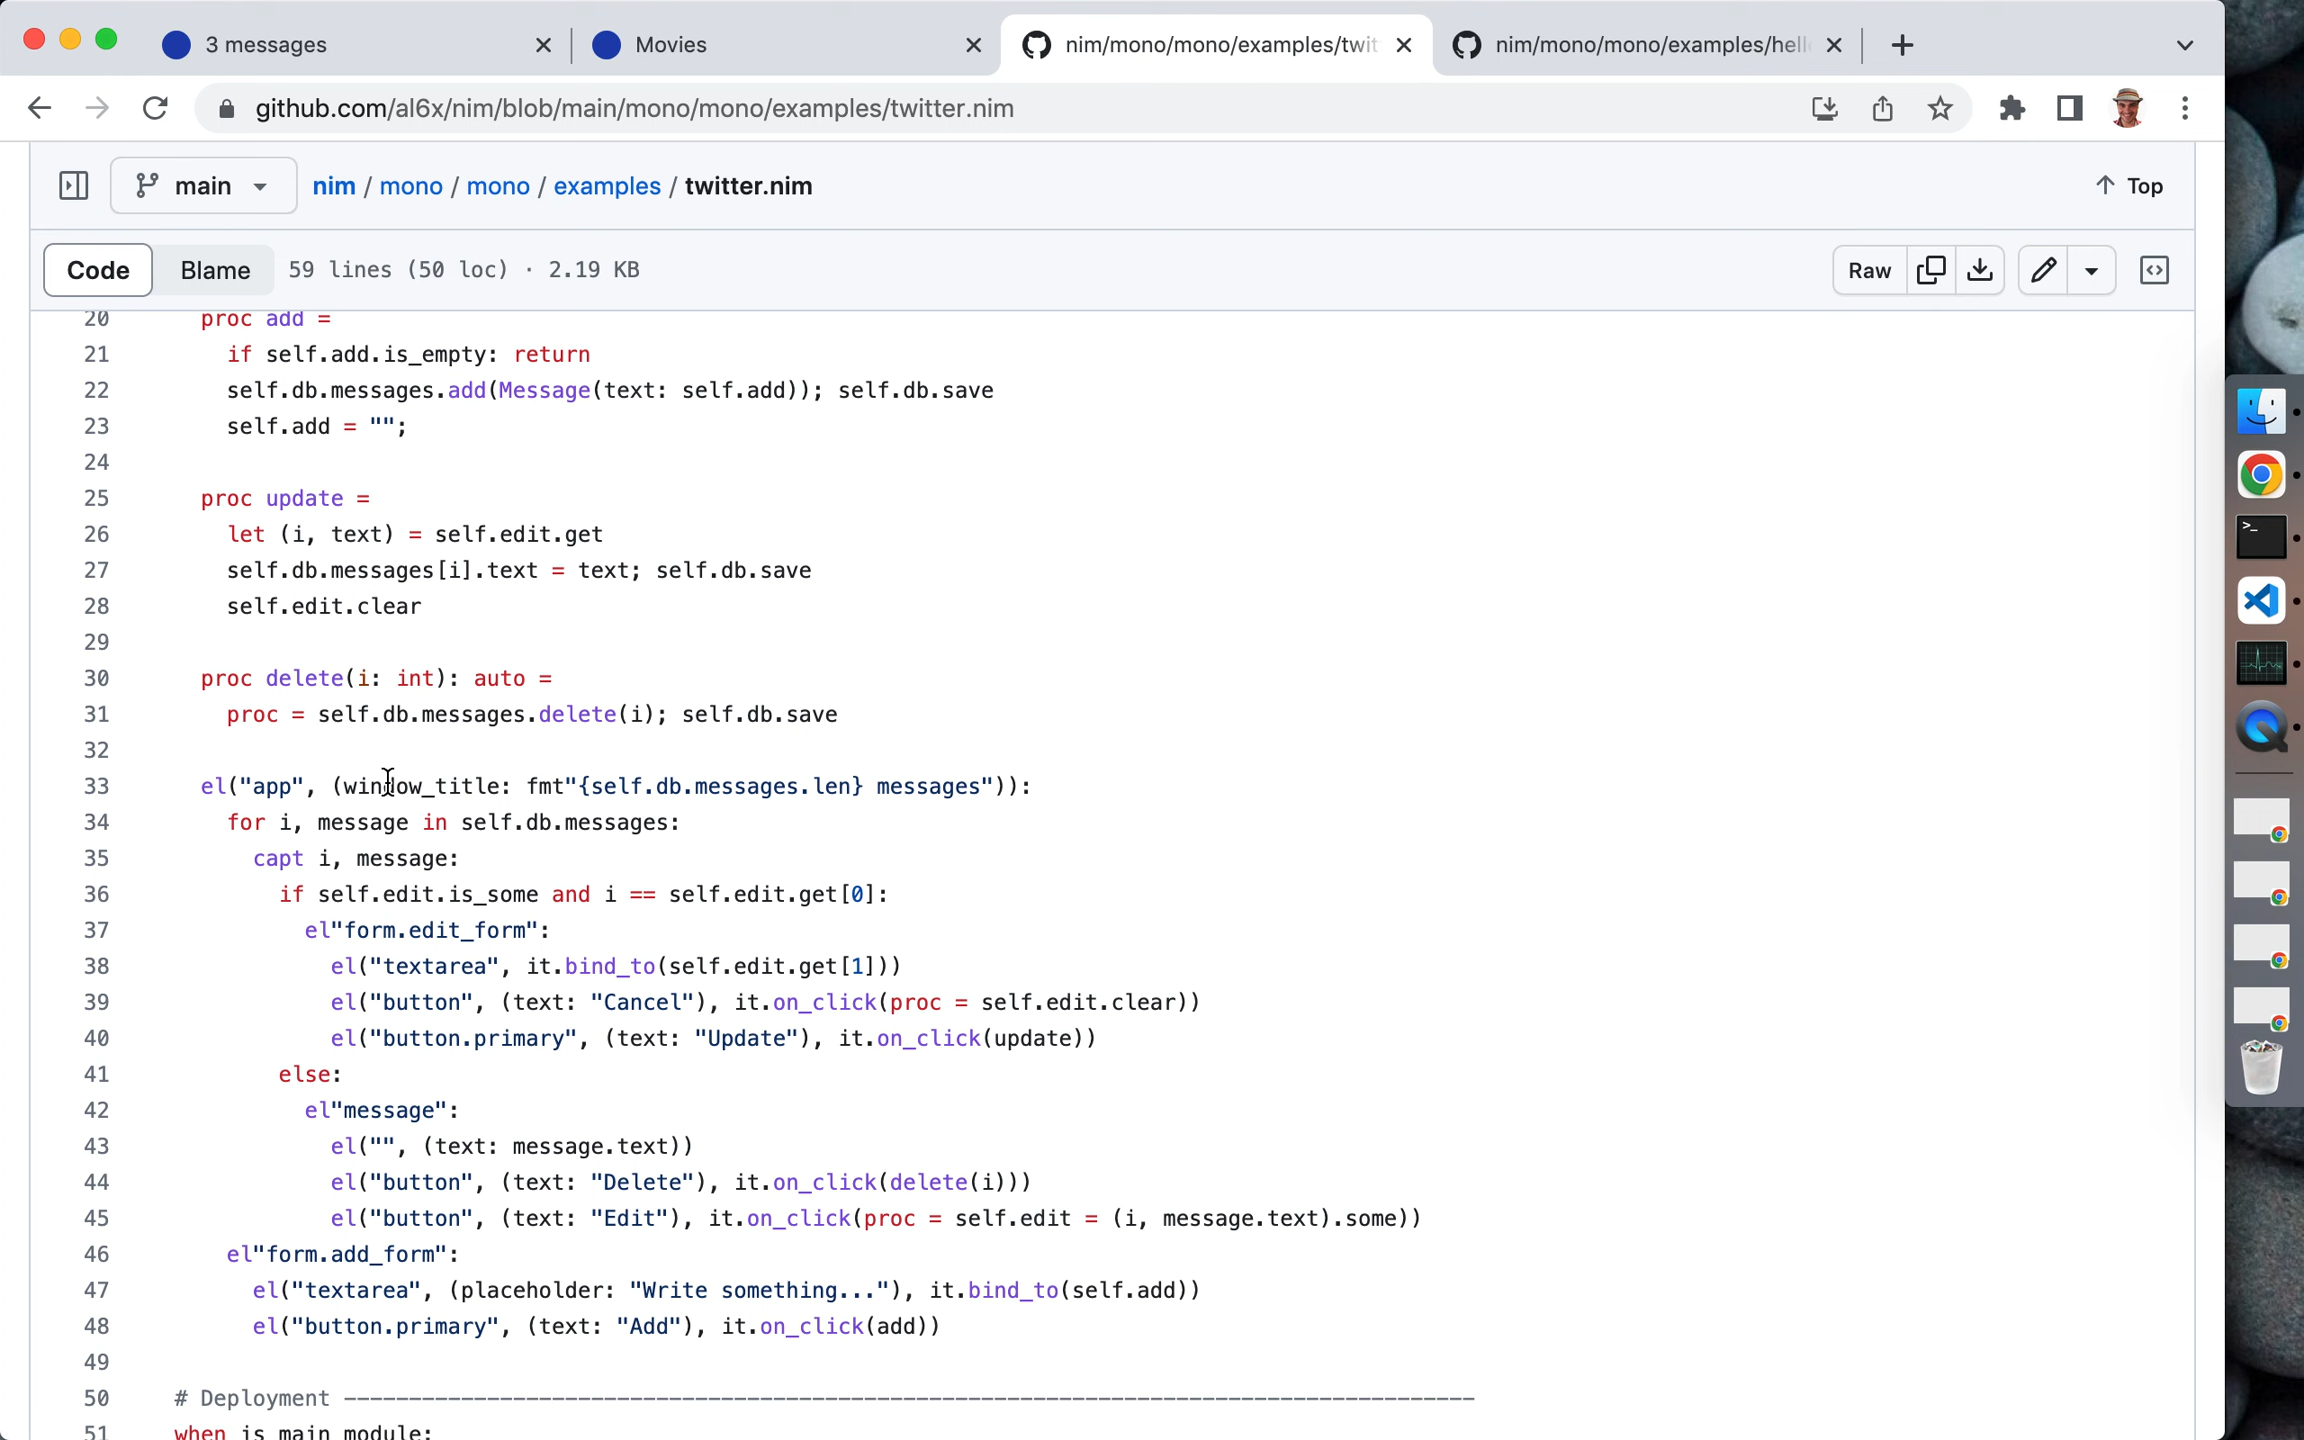 3 messages
Movies
nim/mono/mono/examples/twit
nim/mono/mono/examples/hell
github.com/al6x/nim/blob/main/mono/mono/examples/twitter.nim
main
nim / mono / mono / examples / twitter.nim
Top
Code
Blame
59 lines (50 loc) · 2.19 KB
Raw
20 proc add =
21 if self.add.is_empty: return
22 self.db.messages.add(Message(text: self.add)); self.db.save
23 self.add = "";
24
25 proc update =
26 let (i, text) = self.edit.get
27 self.db.messages[i].text = text; self.db.save
28 self.edit.clear
29
30 proc delete(i: int): auto =
31 proc = self.db.messages.delete(i); self.db.save
32
33 el("app", (window_title: fmt"{self.db.messages.len} messages")):
34 for i, message in self.db.messages:
35 capt i, message:
36 if self.edit.is_some and i == self.edit.get[0]:
37 el"form.edit_form":
38 el("textarea", it.bind_to(self.edit.get[1]))
39 el("button", (text: "Cancel"), it.on_click(proc = self.edit.clear))
40 el("button.primary", (text: "Update"), it.on_click(update))
41 else:
42 el"message":
43 el("", (text: message.text))
44 el("button", (text: "Delete"), it.on_click(delete(i)))
45 el("button", (text: "Edit"), it.on_click(proc = self.edit = (i, message.text).some))
46 el"form.add_form":
47 el("textarea", (placeholder: "Write something..."), it.bind_to(self.add))
48 el("button.primary", (text: "Add"), it.on_click(add))
49
50 # Deployment ---------------------------------------------------------------------------------------
51 when is_main_module: